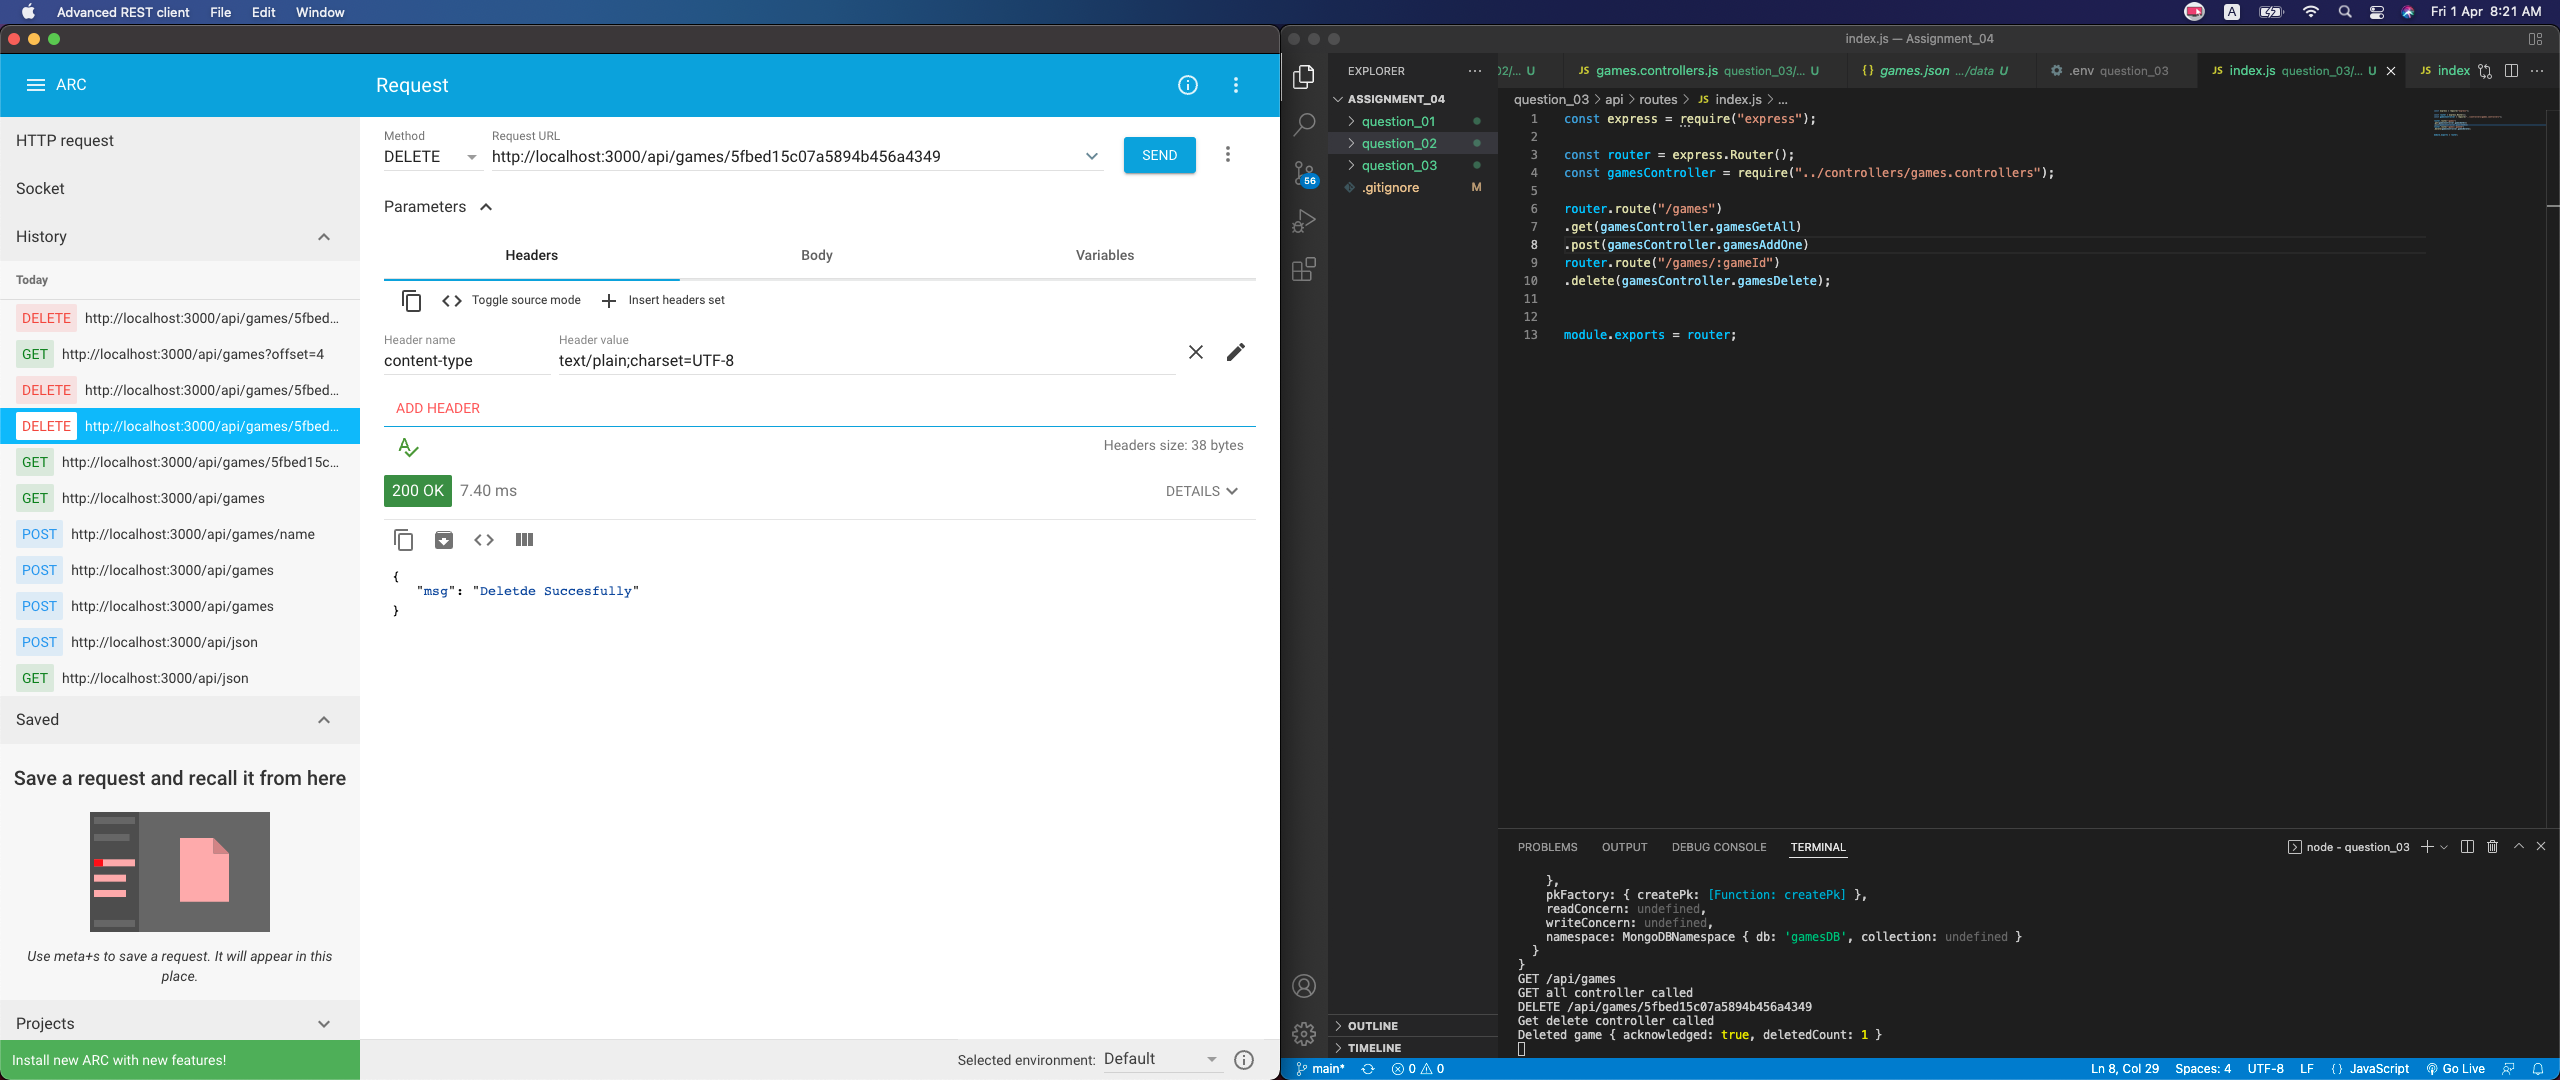 Advanced REST client File Edit Window
A Fri 1 Apr 8:21 AM
ARC
Request
HTTP request
Socket
History
Today
DELETE http://localhost:3000/api/games/5fbed...
GET http://localhost:3000/api/games?offset=4
DELETE http://localhost:3000/api/games/5fbed...
DELETE http://localhost:3000/api/games/5fbed...
GET http://localhost:3000/api/games/5fbed15c...
GET http://localhost:3000/api/games
POST http://localhost:3000/api/games/name
POST http://localhost:3000/api/games
POST http://localhost:3000/api/games
POST http://localhost:3000/api/json
GET http://localhost:3000/api/json
Saved
Save a request and recall it from here
Use meta+s to save a request. It will appear in this
place.
Projects
Install new ARC with new features!
Method
DELETE
Request URL
http://localhost:3000/api/games/5fbed15c07a5894b456a4349
SEND
Parameters
Headers Body Variables
Toggle source mode Insert headers set
Header name
content-type
Header value
text/plain;charset=UTF-8
ADD HEADER
Headers size: 38 bytes
200 OK 7.40 ms DETAILS
{
"msg": "Deletde Succesfully"
}
Selected environment: Default
index.js — Assignment_04
EXPLORER
ASSIGNMENT_04
question_01
question_02
question_03
.gitignore M
56
OUTLINE
TIMELINE
02/... U JS games.controllers.js question_03/... U {} games.json .../data U .env question_03 JS index.js question_03/... U JS index
question_03 > api > routes > JS index.js > ...
1 const express = require("express");
2
3 const router = express.Router();
4 const gamesController = require("../controllers/games.controllers");
5
6 router.route("/games")
7 .get(gamesController.gamesGetAll)
8 .post(gamesController.gamesAddOne)
9 router.route("/games/:gameId")
10 .delete(gamesController.gamesDelete);
11
12
13 module.exports = router;
PROBLEMS OUTPUT DEBUG CONSOLE TERMINAL
node - question_03
},
pkFactory: { createPk: [Function: createPk] },
readConcern: undefined,
writeConcern: undefined,
namespace: MongoDBNamespace { db: 'gamesDB', collection: undefined }
}
}
GET /api/games
GET all controller called
DELETE /api/games/5fbed15c07a5894b456a4349
Get delete controller called
Deleted game { acknowledged: true, deletedCount: 1 }
main* 0 0
Ln 8, Col 29 Spaces: 4 UTF-8 LF {} JavaScript Go Live